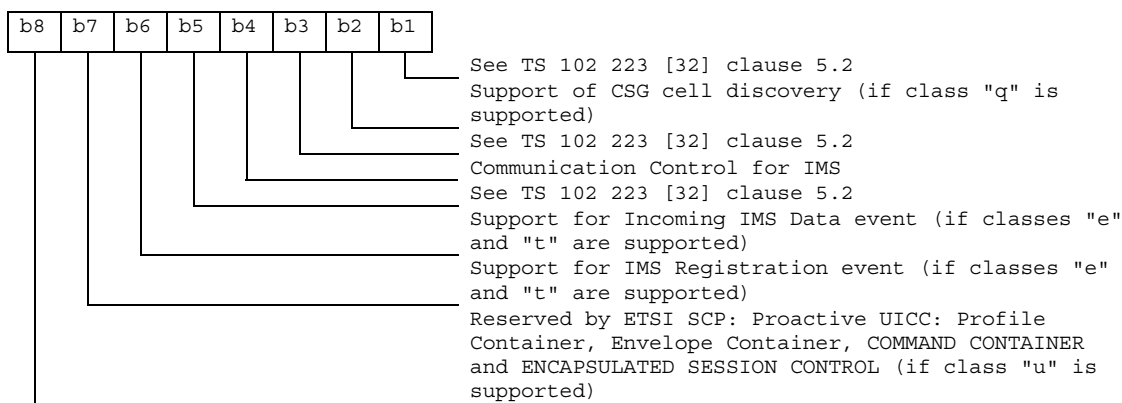 b8 b7 b6 b5 b4 b3 b2 b1
See TS 102 223 [32] clause 5.2
Support of CSG cell discovery (if class "q" is
supported)
See TS 102 223 [32] clause 5.2
Communication Control for IMS
See TS 102 223 [32] clause 5.2
Support for Incoming IMS Data event (if classes "e"
and "t" are supported)
Support for IMS Registration event (if classes "e"
and "t" are supported)
Reserved by ETSI SCP: Proactive UICC: Profile
Container, Envelope Container, COMMAND CONTAINER
and ENCAPSULATED SESSION CONTROL (if class "u" is
supported)